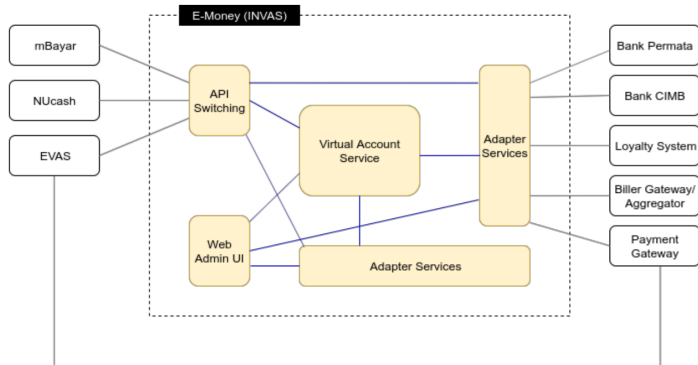 E-Money (INVAS)
mBayar
NUcash
EVAS
API
Switching
Virtual Account
Service
Web
Admin UI
Adapter Services
Adapter
Services
Bank Permata
Bank CIMB
Loyalty System
Biller Gateway/
Aggregator
Payment
Gateway